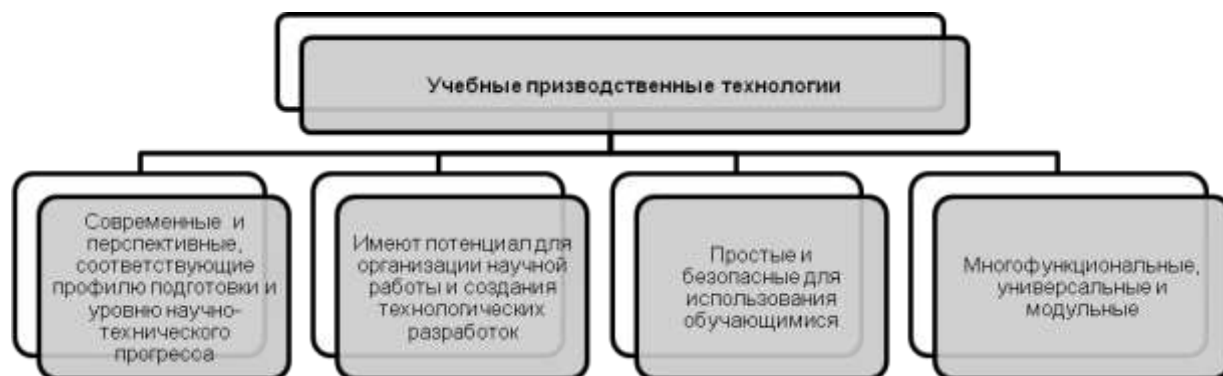 Учебные призводственные технологии
Современные и
перспективные,
соответствующие
профилю подготовки и
уровню научно-
технического
прогресса
Имеют потенциал для
организации научной
работы и создания
технологических
разработок
Простые и
безопасные для
использования
обучающимися
Многофункциональные,
универсальные и
модульные